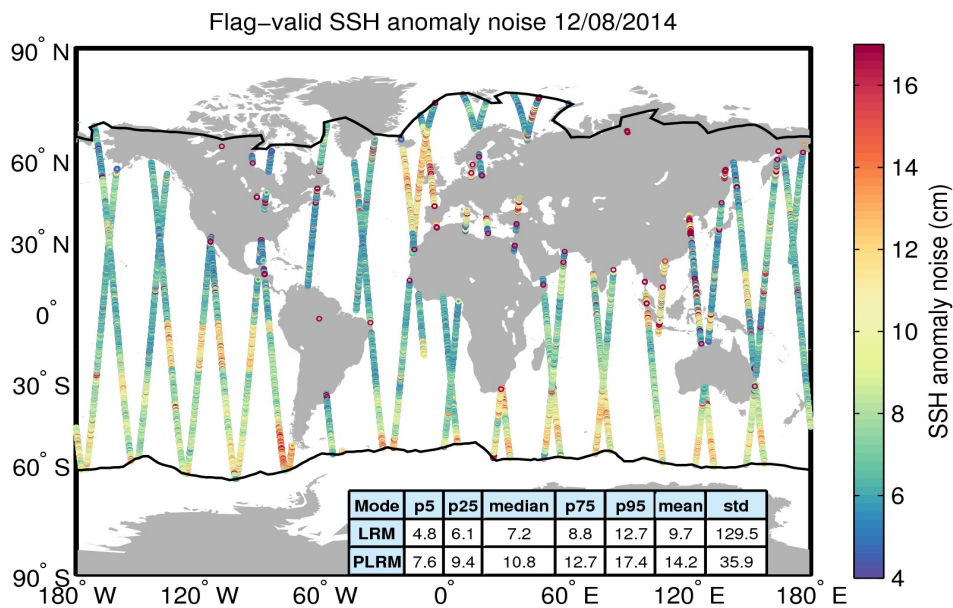 Flag−valid SSH anomaly noise 12/08/2014
90° N
60° N
30° N
0°
30° S
60° S
90° S
180° W
120° W
60° W
0°
60° E
120° E
180° E
Mode p5 p25 median p75 p95 mean std
LRM 4.8 6.1 7.2 8.8 12.7 9.7 129.5
PLRM 7.6 9.4 10.8 12.7 17.4 14.2 35.9
16
14
12
10
8
6
4
SSH anomaly noise (cm)